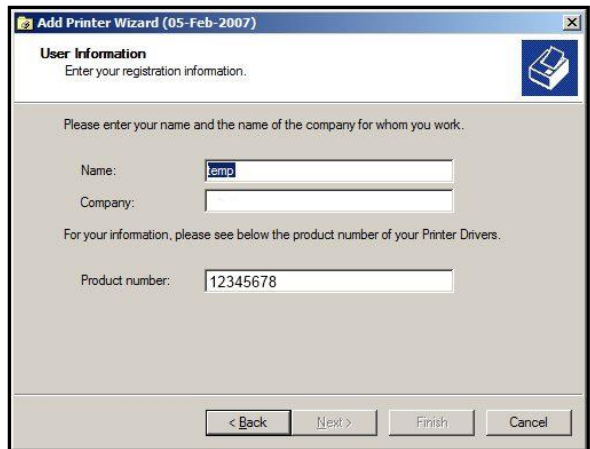 Add Printer Wizard (05-Feb-2007)
User Information
Enter your registration information.
Please enter your name and the name of the company for whom you work.
Name: temp
Company:
For your information, please see below the product number of your Printer Drivers.
Product number: 12345678
< Back Next > Finish Cancel